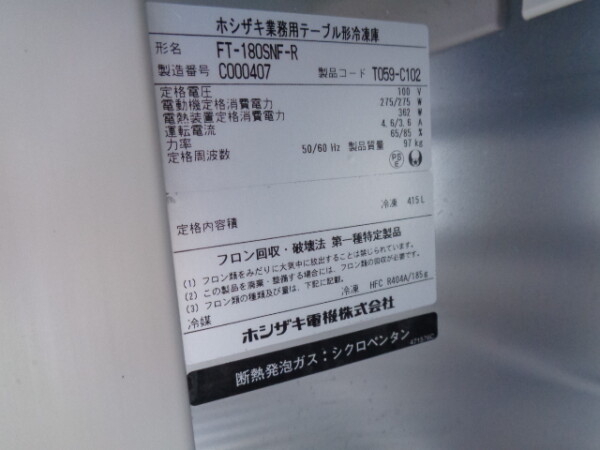 ホシザキ業務用テーブル形冷凍庫
形名 FT-180SNF-R
製造番号 C000407 製品コード T059-C102
定格電圧 100 V
電動機定格消費電力 275/275 W
電熱装置定格消費電力 362 W
運転電流 4.6/3.6 A
力率 65/85 %
定格周波数 50/60 Hz 製品質量 97 kg
PS E
定格内容積 冷凍 415 L
フロン回収・破壊法 第一種特定製品
(1) フロン類をみだりに大気中に放出することは禁じられています。
(2) この製品を廃棄・整備する場合には、フロン類の回収が必要です。
(3) フロン類の種類及び量は、下記に記載。
冷媒 冷凍 HFC R404A/185g
ホシザキ電機株式会社
断熱発泡ガス：シクロペンタン